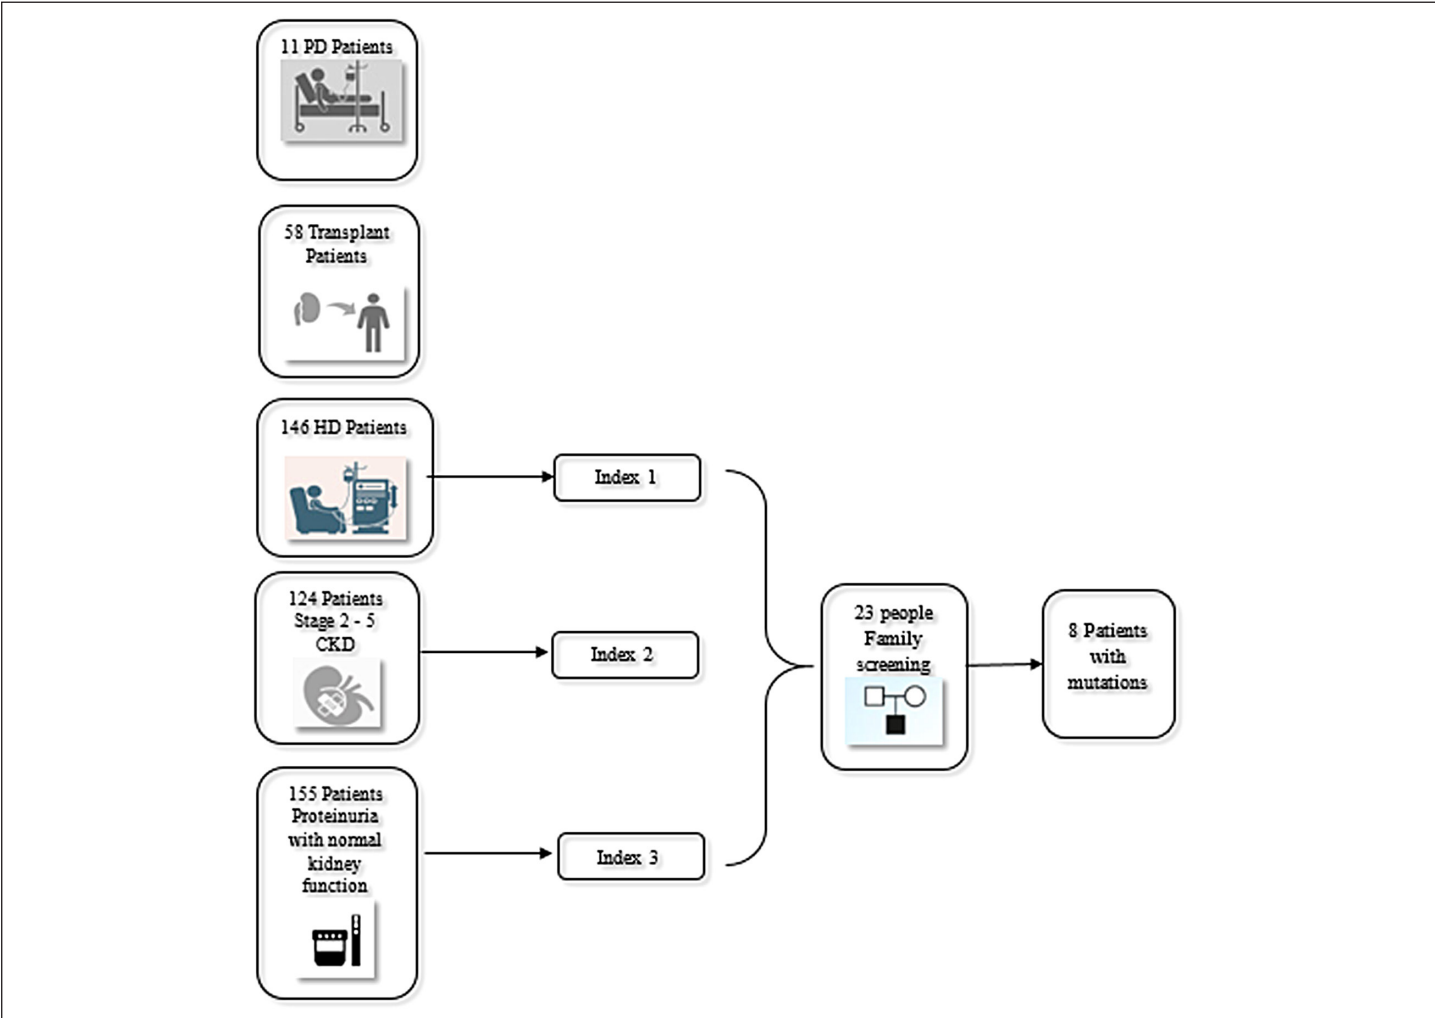 11 PD Patients
58 Transplant
Patients
146 HD Patients
Index 1
124 Patients
Stage 2 - 5
CKD
Index 2
155 Patients
Proteinuria
with normal
kidney
function
Index 3
23 people
Family
screening
8 Patients
with
mutations